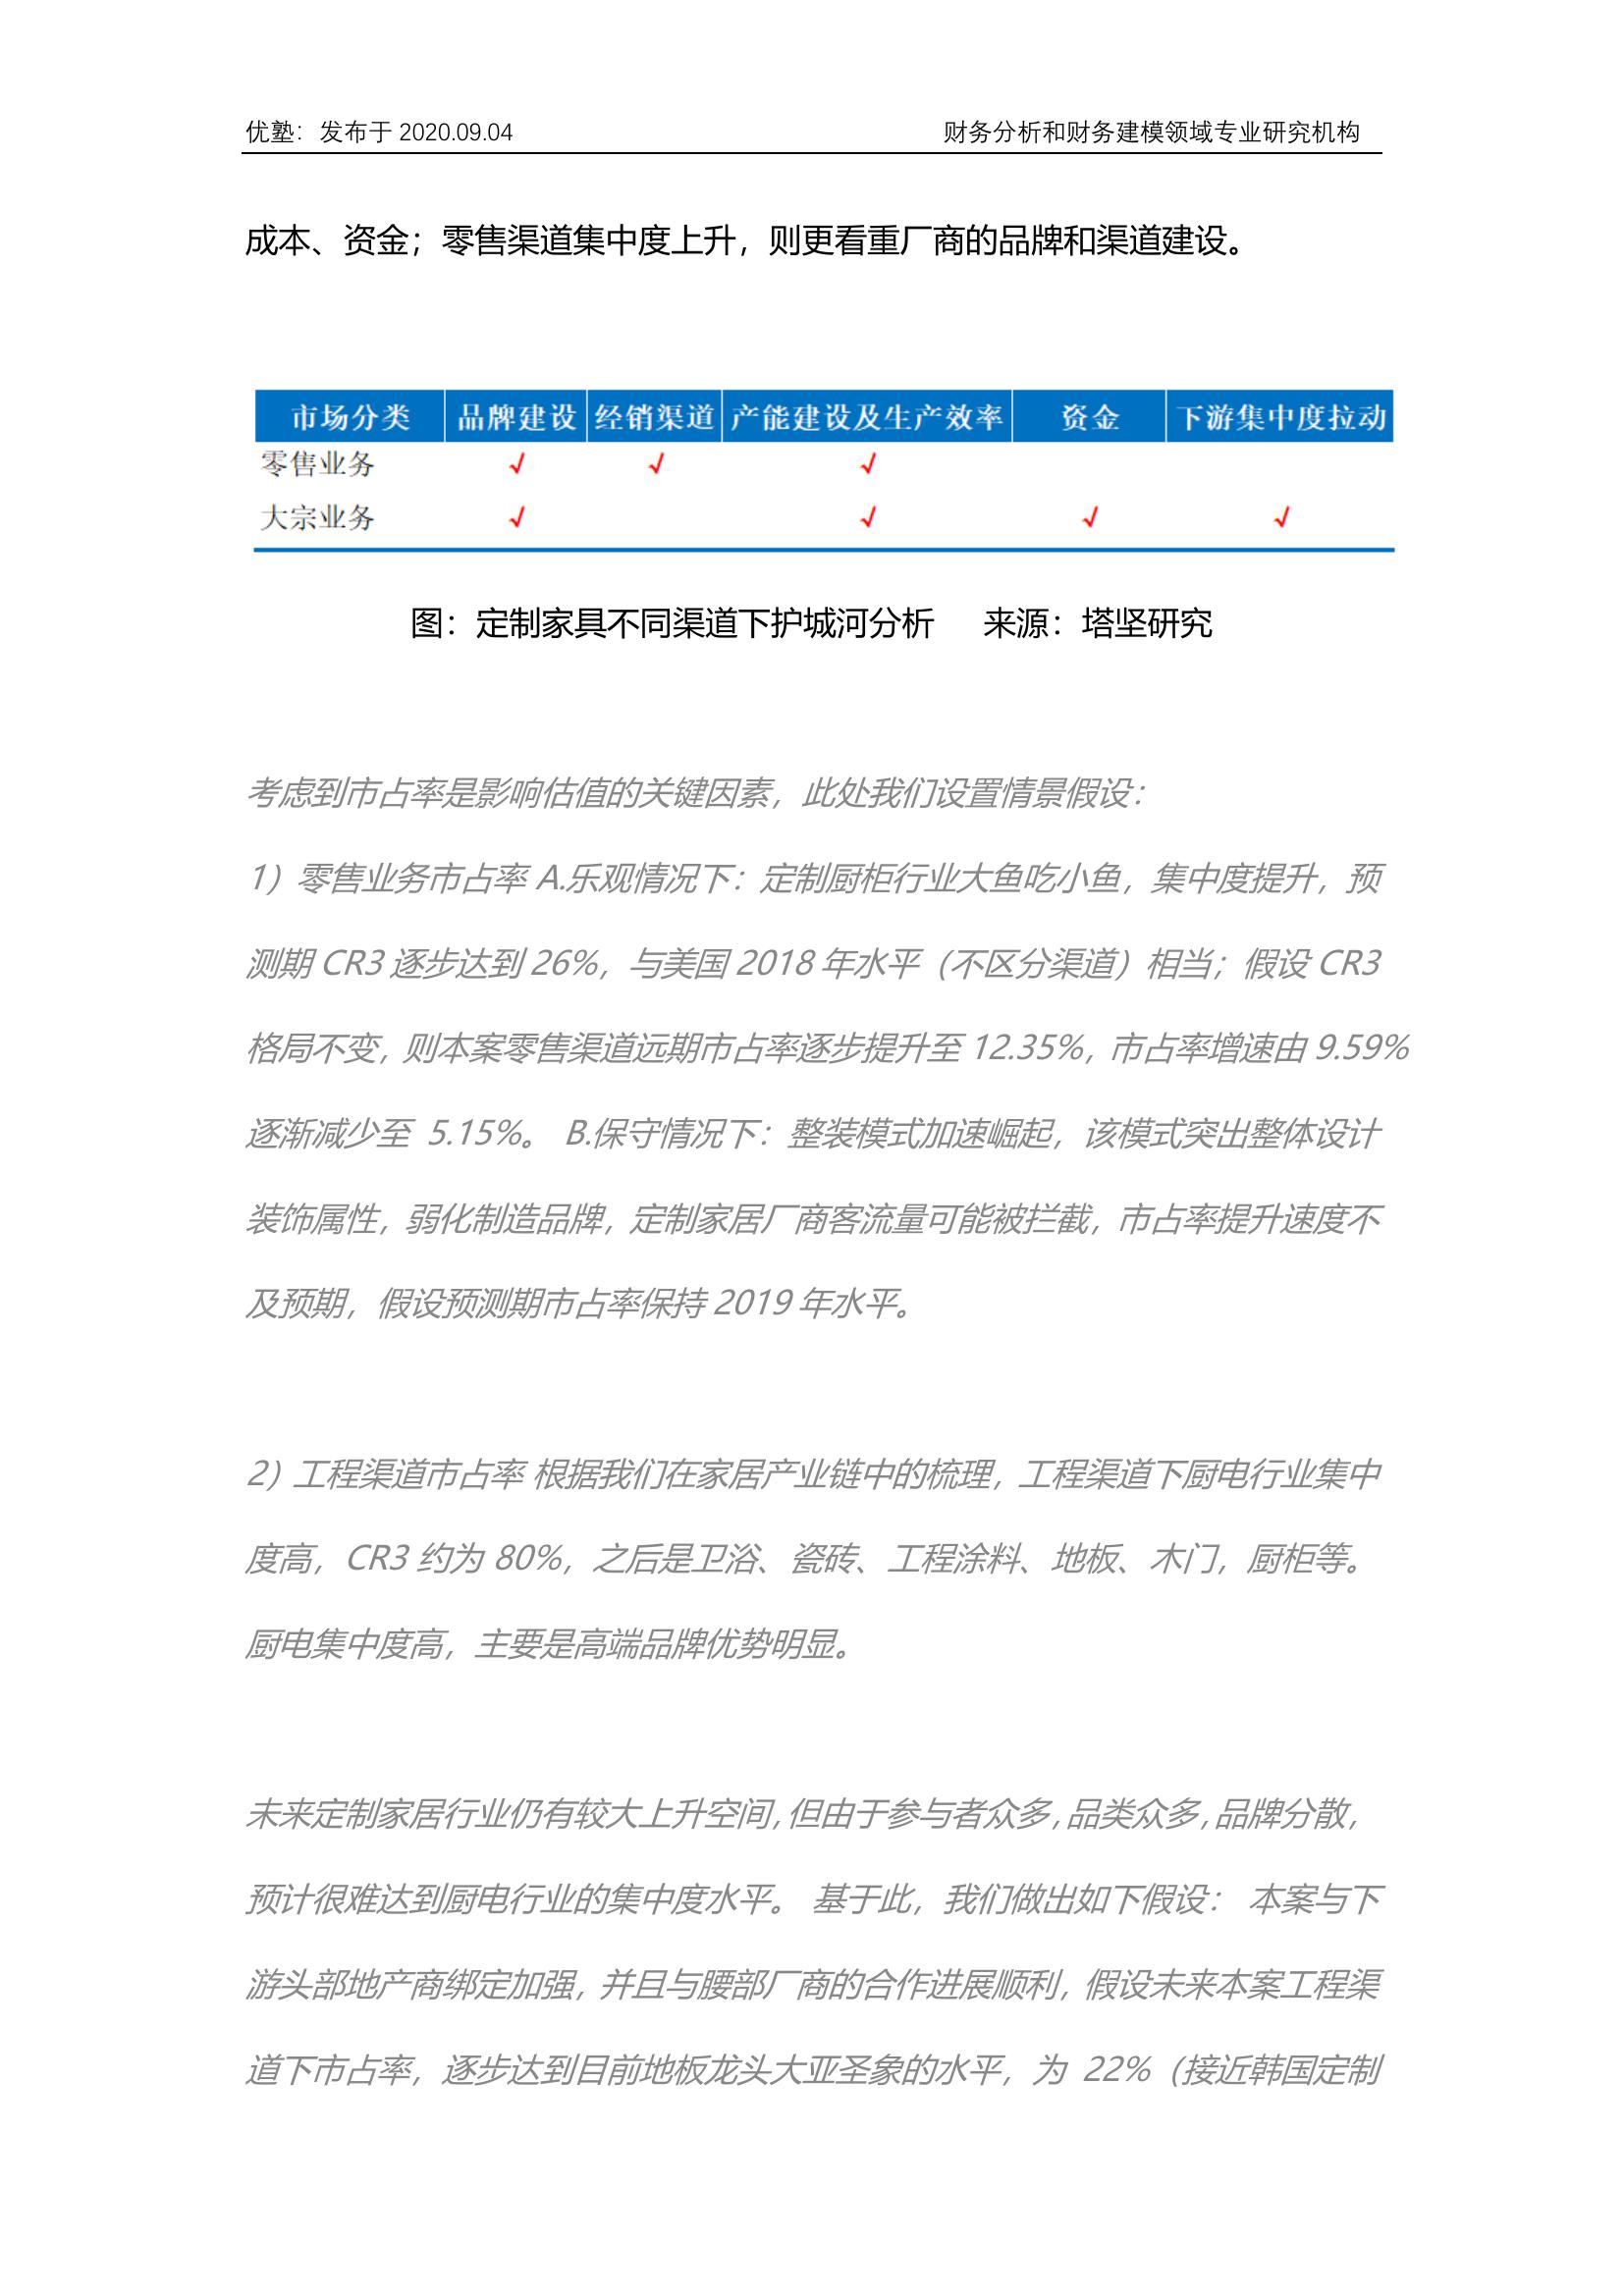 优塾：发布于 2020.09.04 财务分析和财务建模领域专业研究机构
成本、资金；零售渠道集中度上升，则更看重厂商的品牌和渠道建设。
市场分类 品牌建设 经销渠道 产能建设及生产效率 资金 下游集中度拉动
零售业务 √ √ √
大宗业务 √ √ √ √
图：定制家具不同渠道下护城河分析 来源：塔坚研究
考虑到市占率是影响估值的关键因素，此处我们设置情景假设：
1）零售业务市占率 A.乐观情况下：定制厨柜行业大鱼吃小鱼，集中度提升，预
测期 CR3 逐步达到 26%，与美国 2018 年水平（不区分渠道）相当；假设 CR3
格局不变，则本案零售渠道远期市占率逐步提升至 12.35%，市占率增速由 9.59%
逐渐减少至 5.15%。 B.保守情况下：整装模式加速崛起，该模式突出整体设计
装饰属性，弱化制造品牌，定制家居厂商客流量可能被拦截，市占率提升速度不
及预期，假设预测期市占率保持 2019 年水平。
2）工程渠道市占率 根据我们在家居产业链中的梳理，工程渠道下厨电行业集中
度高，CR3 约为 80%，之后是卫浴、瓷砖、工程涂料、地板、木门，厨柜等。
厨电集中度高，主要是高端品牌优势明显。
未来定制家居行业仍有较大上升空间，但由于参与者众多，品类众多，品牌分散，
预计很难达到厨电行业的集中度水平。 基于此，我们做出如下假设： 本案与下
游头部地产商绑定加强，并且与腰部厂商的合作进展顺利，假设未来本案工程渠
道下市占率，逐步达到目前地板龙头大亚圣象的水平，为 22%（接近韩国定制